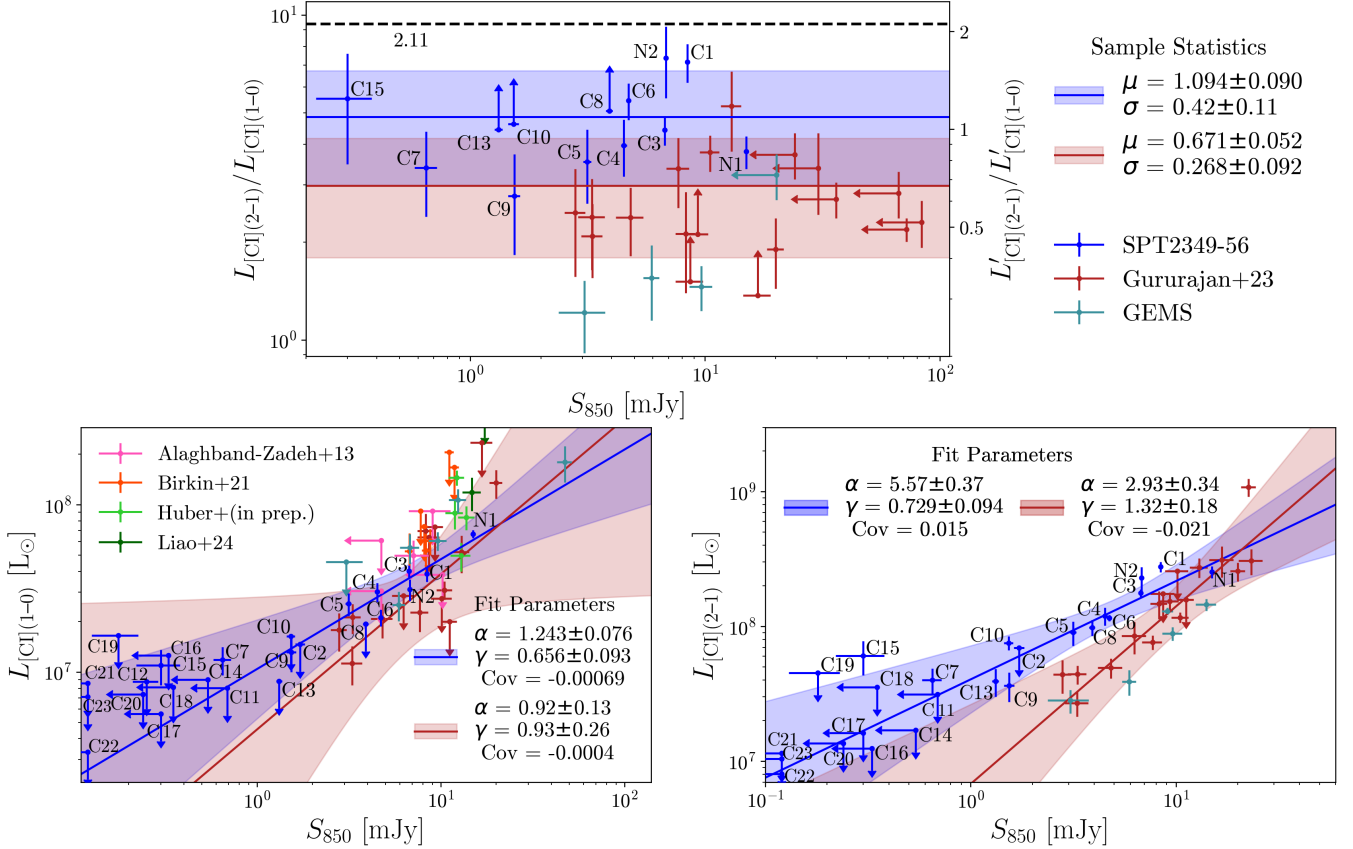 10¹
2.11
N2
C1
C15
C8
C6
C13
C10
C3
C7
C5
C4
N1
C9
10⁰
2
1
0.5
L[CI](2−1)/L[CI](1−0)
L′[CI](2−1)/L′[CI](1−0)
10⁰
10¹
10²
S850 [mJy]
Sample Statistics
μ = 1.094±0.090
σ = 0.42±0.11
μ = 0.671±0.052
σ = 0.268±0.092
SPT2349-56
Gururajan+23
GEMS
Alaghband-Zadeh+13
Birkin+21
Huber+(in prep.)
Liao+24
10⁸
10⁷
L[CI](1−0) [L⊙]
N1
C3
C1
C4
C5
C6
N2
C8
C10
C19
C16
C9
C2
C15
C7
C21
C12
C14
C18
C11
C13
C23
C20
C17
C22
Fit Parameters
α = 1.243±0.076
γ = 0.656±0.093
Cov = -0.00069
α = 0.92±0.13
γ = 0.93±0.26
Cov = -0.0004
10⁰
10¹
10²
S850 [mJy]
Fit Parameters
α = 5.57±0.37
γ = 0.729±0.094
Cov = 0.015
α = 2.93±0.34
γ = 1.32±0.18
Cov = -0.021
10⁹
10⁸
10⁷
L[CI](2−1) [L⊙]
C1
N2
C3
N1
C4
C5
C6
C8
C10
C15
C2
C19
C7
C18
C13
C9
C11
C17
C14
C21
C23
C20
C16
C22
10⁻¹
10⁰
10¹
S850 [mJy]